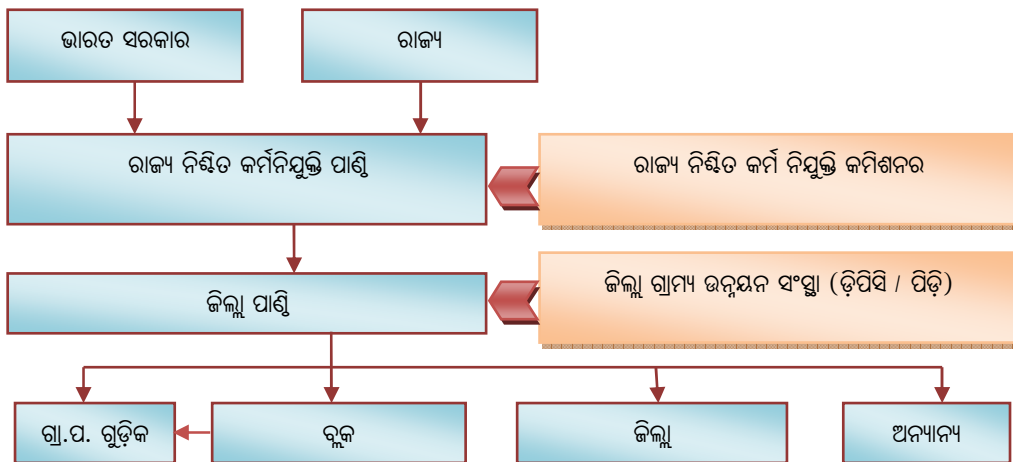 ଭାରତ ସରକାର
ରାଜ୍ୟ
ରାଜ୍ୟ ନିଶ୍ଚିତ କର୍ମନିଯୁକ୍ତି ପାଣ୍ଠି
ରାଜ୍ୟ ନିଶ୍ଚିତ କର୍ମ ନିଯୁକ୍ତି କମିଶନର
ଜିଲ୍ଲା ପାଣ୍ଠି
ଜିଲ୍ଲା ଗ୍ରାମ୍ୟ ଉନ୍ନୟନ ସଂସ୍ଥା (ଡ଼ିପିସି / ପିଡ଼ି)
ଗ୍ରା.ପ. ଗୁଡ଼ିକ
ବ୍ଲକ
ଜିଲ୍ଲା
ଅନ୍ୟାନ୍ୟ